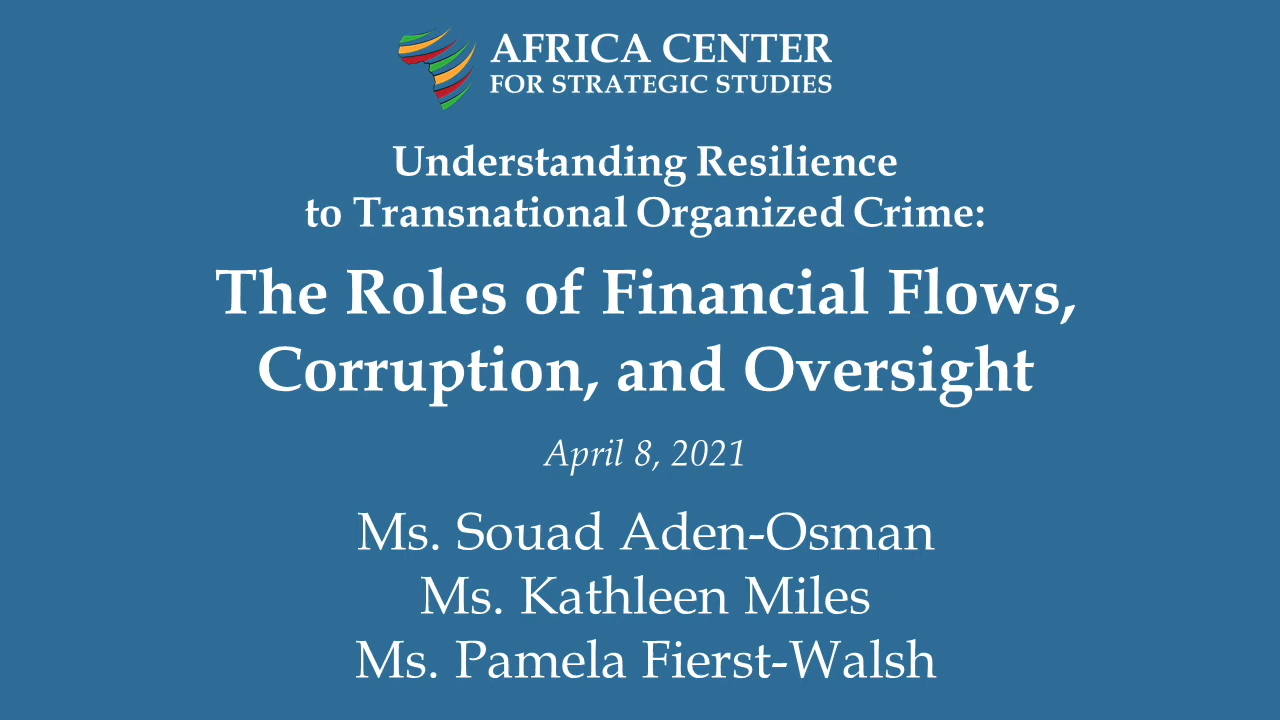 AFRICA CENTER
FOR STRATEGIC STUDIES
Understanding Resilience
to Transnational Organized Crime:
The Roles of Financial Flows,
Corruption, and Oversight
April 8, 2021
Ms. Souad Aden-Osman
Ms. Kathleen Miles
Ms. Pamela Fierst-Walsh